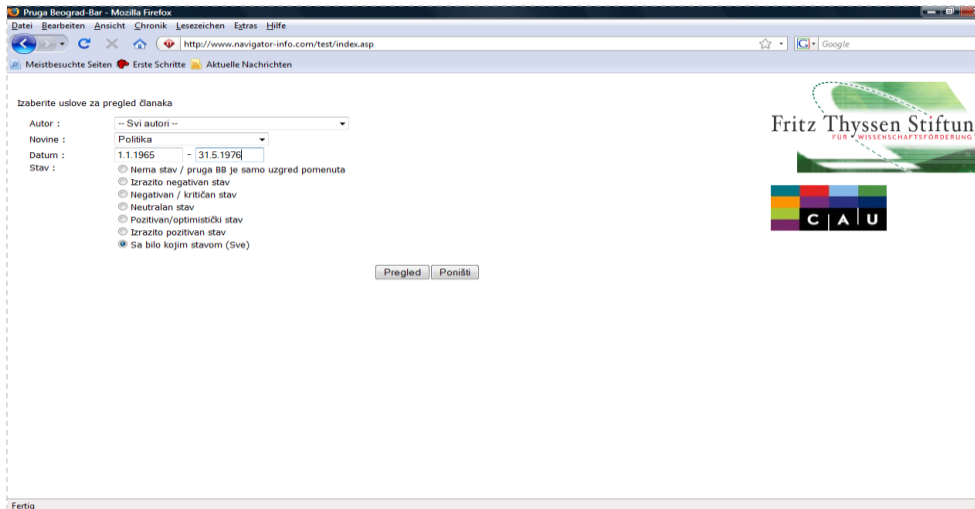 Pruga Beograd-Bar - Mozilla Firefox
Datei Bearbeiten Ansicht Chronik Lesezeichen Extras Hilfe
http://www.navigator-info.com/test/index.asp
Google
Meistbesuchte Seiten Erste Schritte Aktuelle Nachrichten
Izaberite uslove za pregled članaka
Autor : -- Svi autori --
Novine : Politika
Datum : 1.1.1965 - 31.5.1976
Stav : Nema stav / pruga BB je samo uzgred pomenuta
Izrazito negativan stav
Negativan / kritičan stav
Neutralan stav
Pozitivan/optimistički stav
Izrazito pozitivan stav
Sa bilo kojim stavom (Sve)
Pregled Poništi
Fritz Thyssen Stiftun
FÜR WISSENSCHAFTSFÖRDERUNG
C A U
Fertig